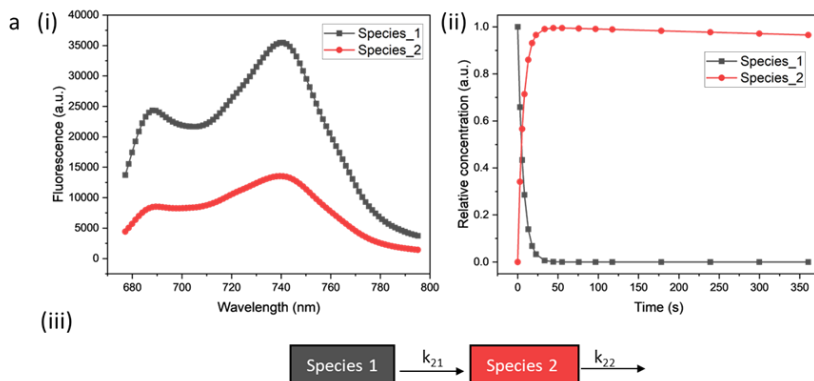 a (i) (ii)
40000
35000
30000
25000
20000
15000
10000
5000
0
Fluorescence (a.u.)
680 700 720 740 760 780 800
Wavelength (nm)
Species_1
Species_2
1.0
0.8
0.6
0.4
0.2
0.0
Relative concentration (a.u.)
0 50 100 150 200 250 300 350
Time (s)
Species_1
Species_2
(iii)
Species 1 k21 Species 2 k22